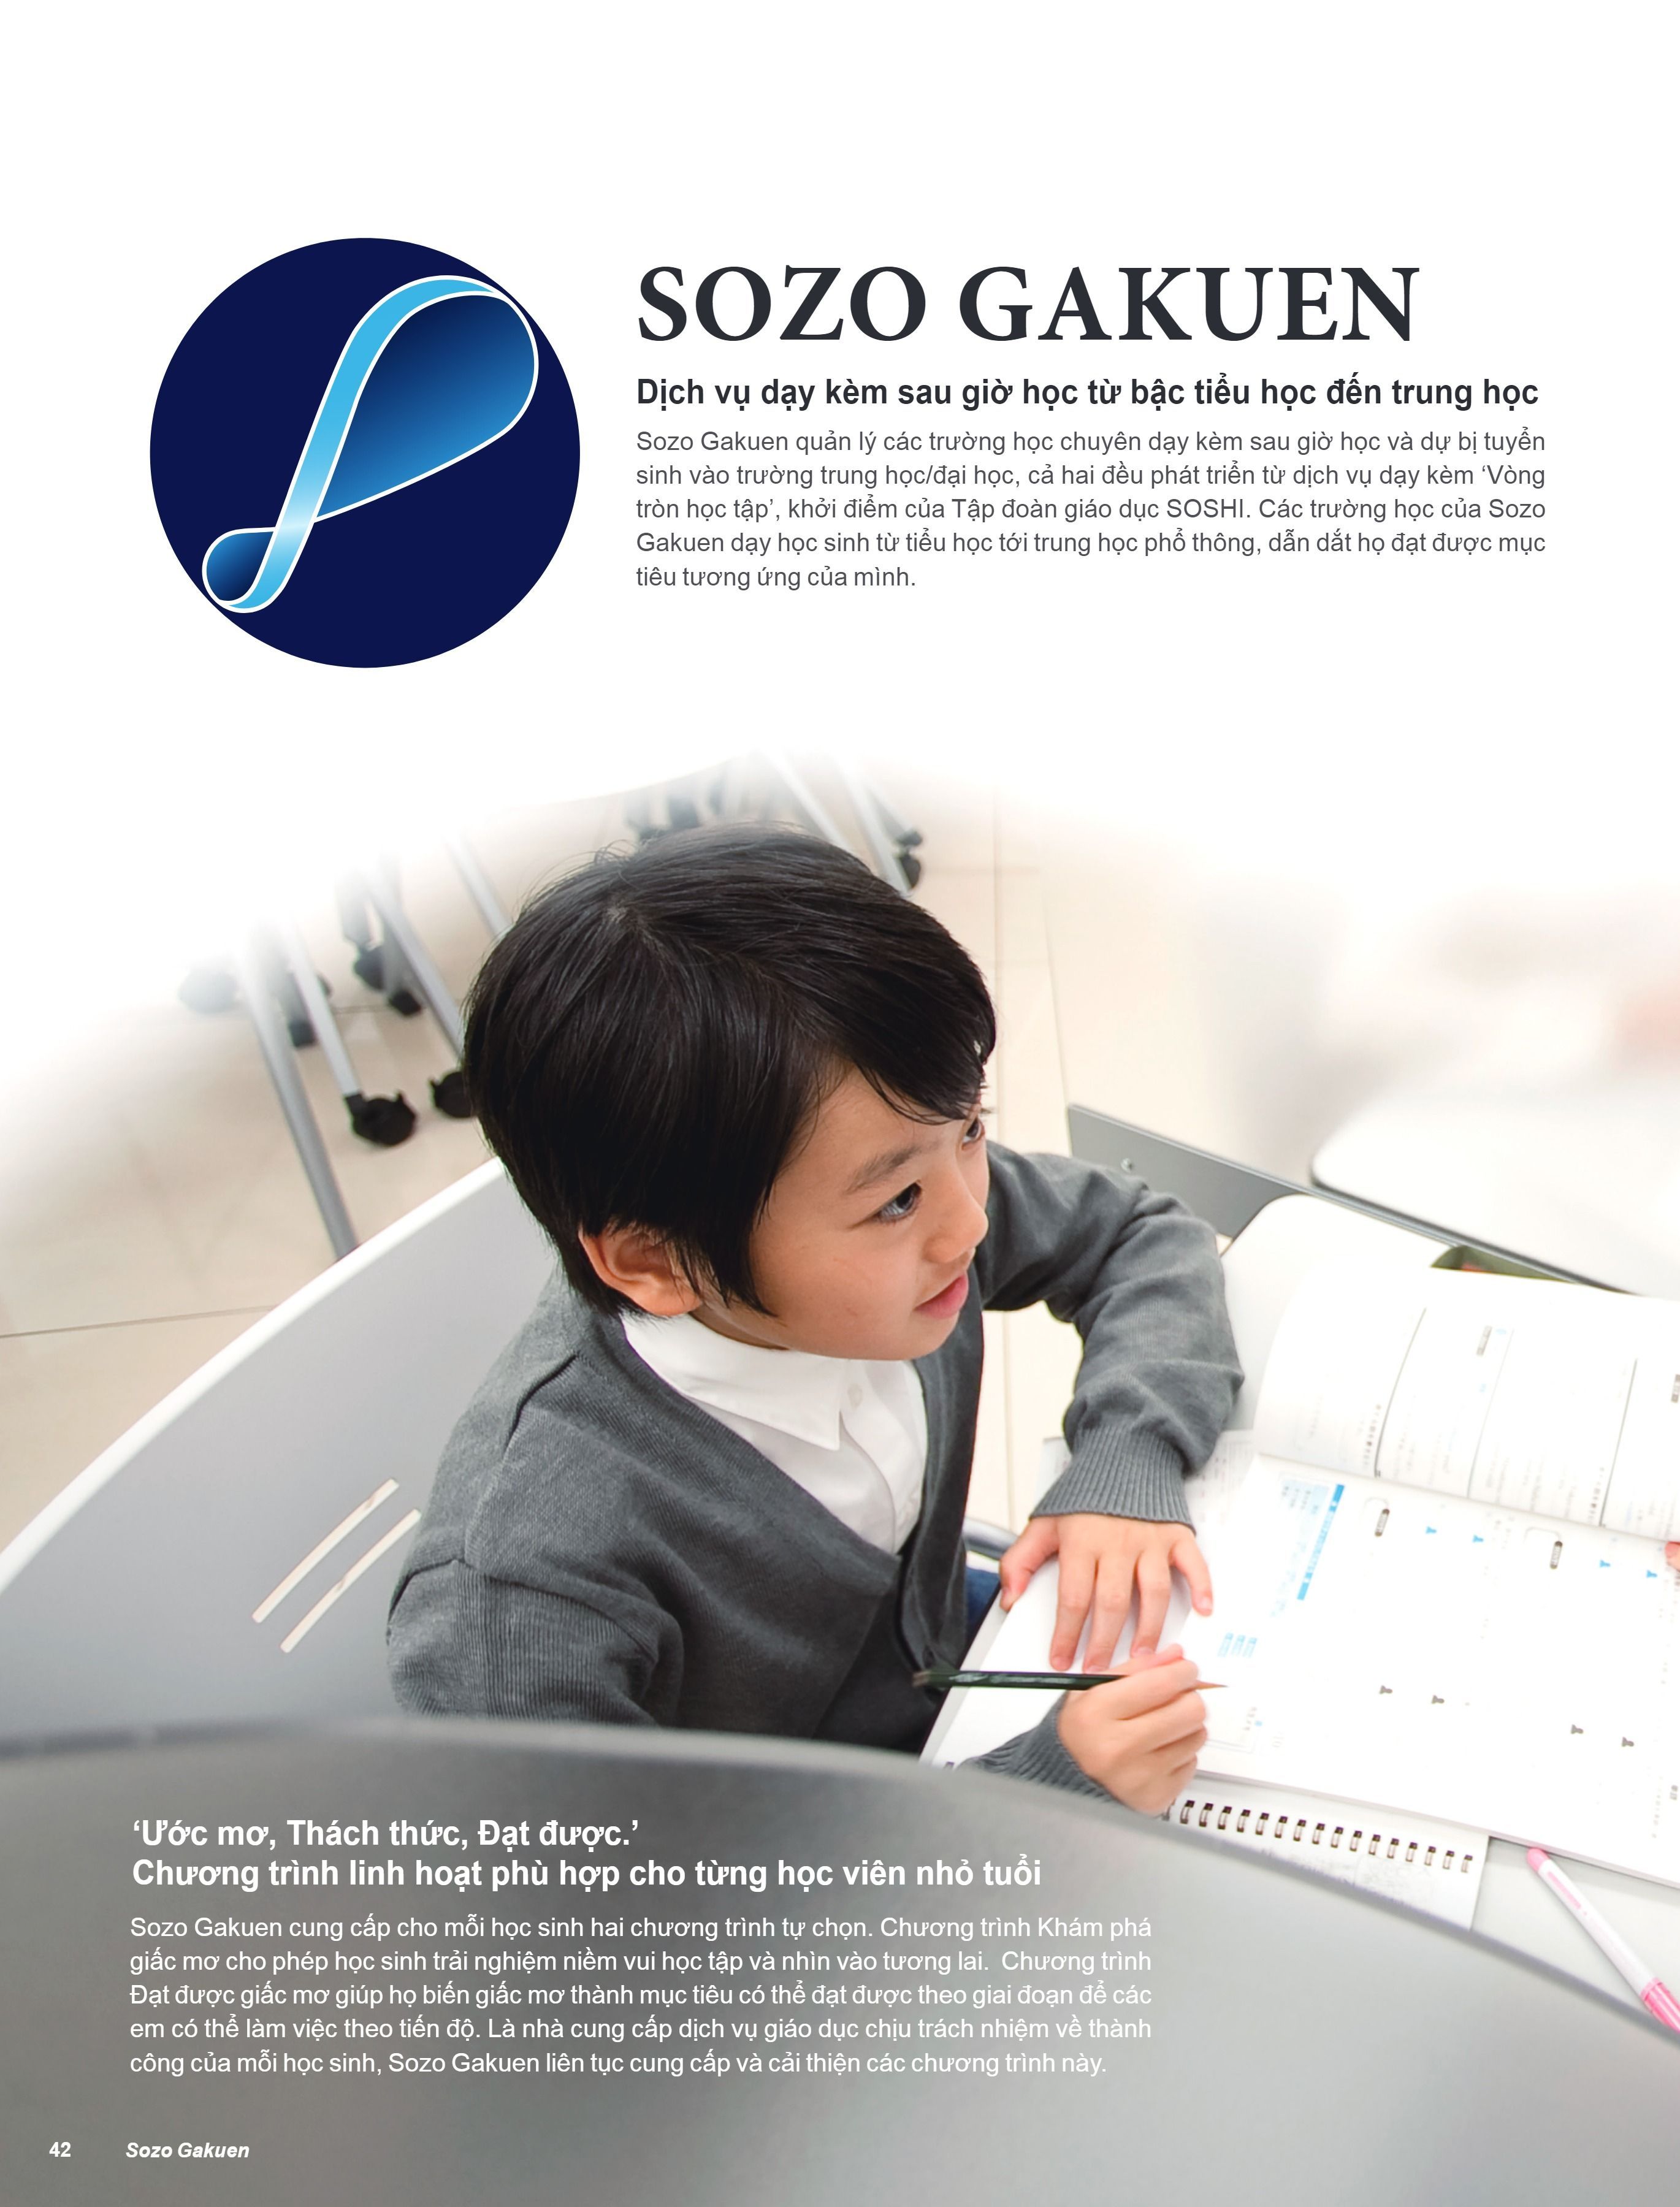 SOZO GAKUEN
Dịch vụ dạy kèm sau giờ học từ bậc tiểu học đến trung học
Sozo Gakuen quản lý các trường học chuyên dạy kèm sau giờ học và dự bị tuyển
sinh vào trường trung học/đại học, cả hai đều phát triển từ dịch vụ dạy kèm ‘Vòng
tròn học tập’, khởi điểm của Tập đoàn giáo dục SOSHI. Các trường học của Sozo
Gakuen dạy học sinh từ tiểu học tới trung học phổ thông, dẫn dắt họ đạt được mục
tiêu tương ứng của mình.
‘Ước mơ, Thách thức, Đạt được.’
Chương trình linh hoạt phù hợp cho từng học viên nhỏ tuổi
Sozo Gakuen cung cấp cho mỗi học sinh hai chương trình tự chọn. Chương trình Khám phá
giấc mơ cho phép học sinh trải nghiệm niềm vui học tập và nhìn vào tương lai. Chương trình
Đạt được giấc mơ giúp họ biến giấc mơ thành mục tiêu có thể đạt được theo giai đoạn để các
em có thể làm việc theo tiến độ. Là nhà cung cấp dịch vụ giáo dục chịu trách nhiệm về thành
công của mỗi học sinh, Sozo Gakuen liên tục cung cấp và cải thiện các chương trình này.
42 Sozo Gakuen